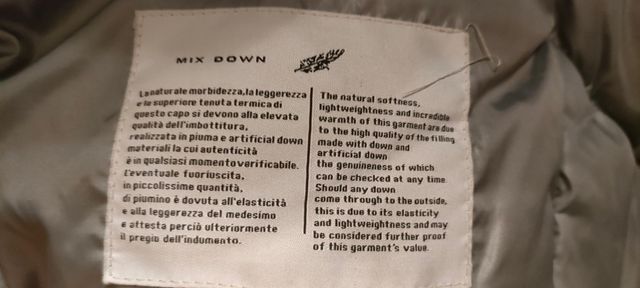 MIX DOWN
La naturale morbidezza, la leggerezza
e la superiore tenuta termica di
questo capo si devono alla elevata
qualità dell'imbottitura,
realizzata in piuma e artificial down
materiali la cui autenticità
è in qualsiasi momento verificabile.
L'eventuale fuoriuscita,
in piccolissime quantità,
di piumino è dovuta all'elasticità
e alla leggerezza del medesimo
e attesta perciò ulteriormente
il pregio dell'indumento.
The natural softness,
lightweightness and incredible
warmth of this garment are due
to the high quality of the filling
made with down and
artificial down
the genuineness of which
can be checked at any time
Should any down
come through to the outside,
this is due to its elasticity
and lightweightness and may
be considered further proof
of this garment's value.